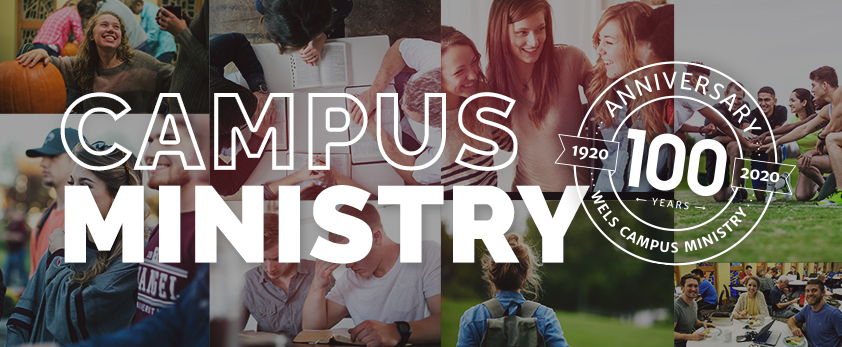 CAMPUS
MINISTRY
ANNIVERSARY
1920
100
2020
YEARS
WELS CAMPUS MINISTRY